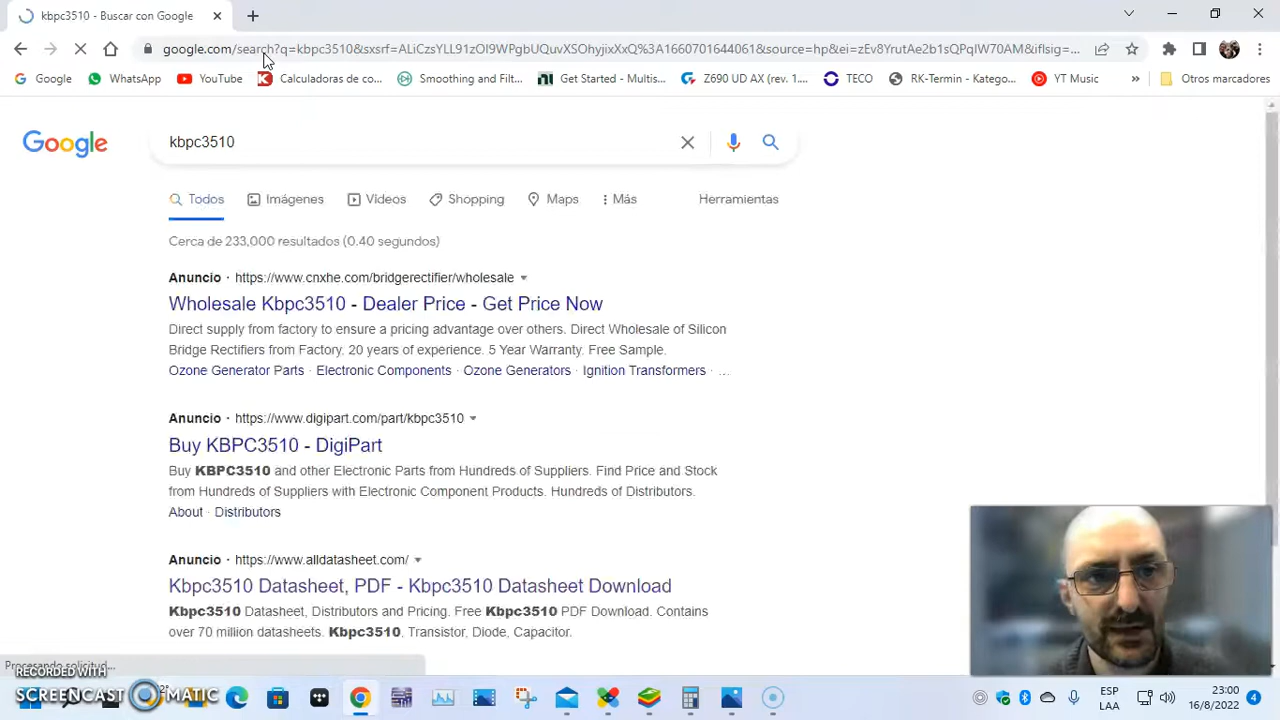 kbpc3510 - Buscar con Google
google.com/search?q=kbpc3510&sxsrf=ALiCzsYLL91zOI9WPgbUQuvXSOhyjixXxQ%3A1660701644001&source=hp&ei=zEv8YrutAe2b1sQPqIW70AM&iflsig=...
Google
WhatsApp
YouTube
Calculadoras de co...
Smoothing and Filt...
Get Started - Multis...
Z690 UD AX (rev. 1....
TECO
RK-Termin - Katego...
YT Music
»
Otros marcadores
Google
kbpc3510
Todos
Imágenes
Videos
Shopping
Maps
Más
Herramientas
Cerca de 233,000 resultados (0.40 segundos)
Anuncio · https://www.cnxhe.com/bridgerectifier/wholesale
Wholesale Kbpc3510 - Dealer Price - Get Price Now
Direct supply from factory to ensure a pricing advantage over others. Direct Wholesale of Silicon
Bridge Rectifiers from Factory. 20 years of experience. 5 Year Warranty. Free Sample.
Ozone Generator Parts · Electronic Components · Ozone Generators · Ignition Transformers · ...
Anuncio · https://www.digipart.com/part/kbpc3510
Buy KBPC3510 - DigiPart
Buy KBPC3510 and other Electronic Parts from Hundreds of Suppliers. Find Price and Stock
from Hundreds of Suppliers with Electronic Component Products. Hundreds of Distributors.
About · Distributors
Anuncio · https://www.alldatasheet.com/
Kbpc3510 Datasheet, PDF - Kbpc3510 Datasheet Download
Kbpc3510 Datasheet, Distributors and Pricing. Free Kbpc3510 PDF Download. Contains
over 70 million datasheets. Kbpc3510, Transistor, Diode, Capacitor.
Procesando solicitud...
RECORDED WITH
SCREENCAST MATIC
ESP
LAA
23:00
16/8/2022
4